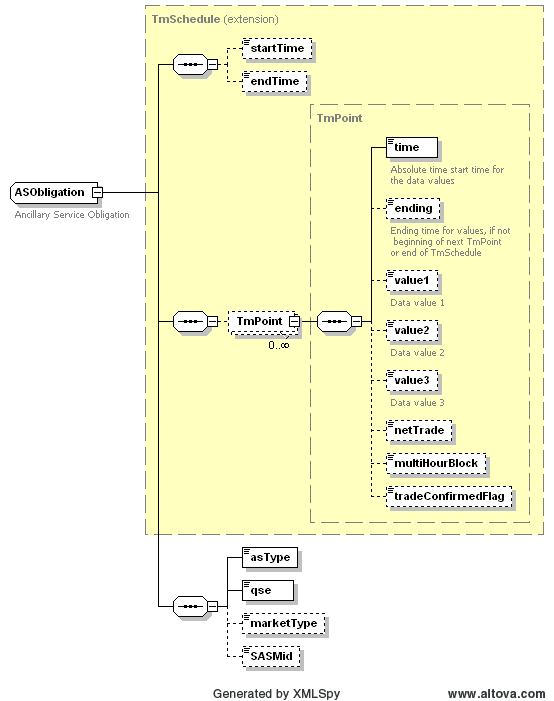 TmSchedule (extension)
startTime
endTime
TmPoint
time
Absolute time start time for
the data values
ASObligation
Ancillary Service Obligation
ending
Ending time for values, if not
beginning of next TmPoint
or end of TmSchedule
value1
Data value 1
TmPoint
0..∞
value2
Data value 2
value3
Data value 3
netTrade
multiHourBlock
tradeConfirmedFlag
asType
qse
marketType
SASMid
Generated by XMLSpy
www.altova.com